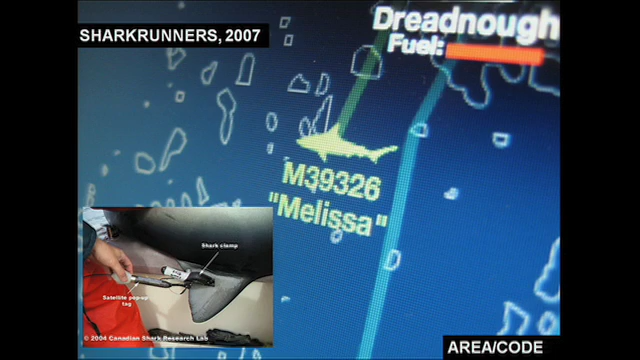 SHARKRUNNERS, 2007
Dreadnough
Fuel:
M39326
"Melissa"
Shark clamp
Satellite pop-up
tag
© 2004 Canadian Shark Research Lab
AREA/CODE